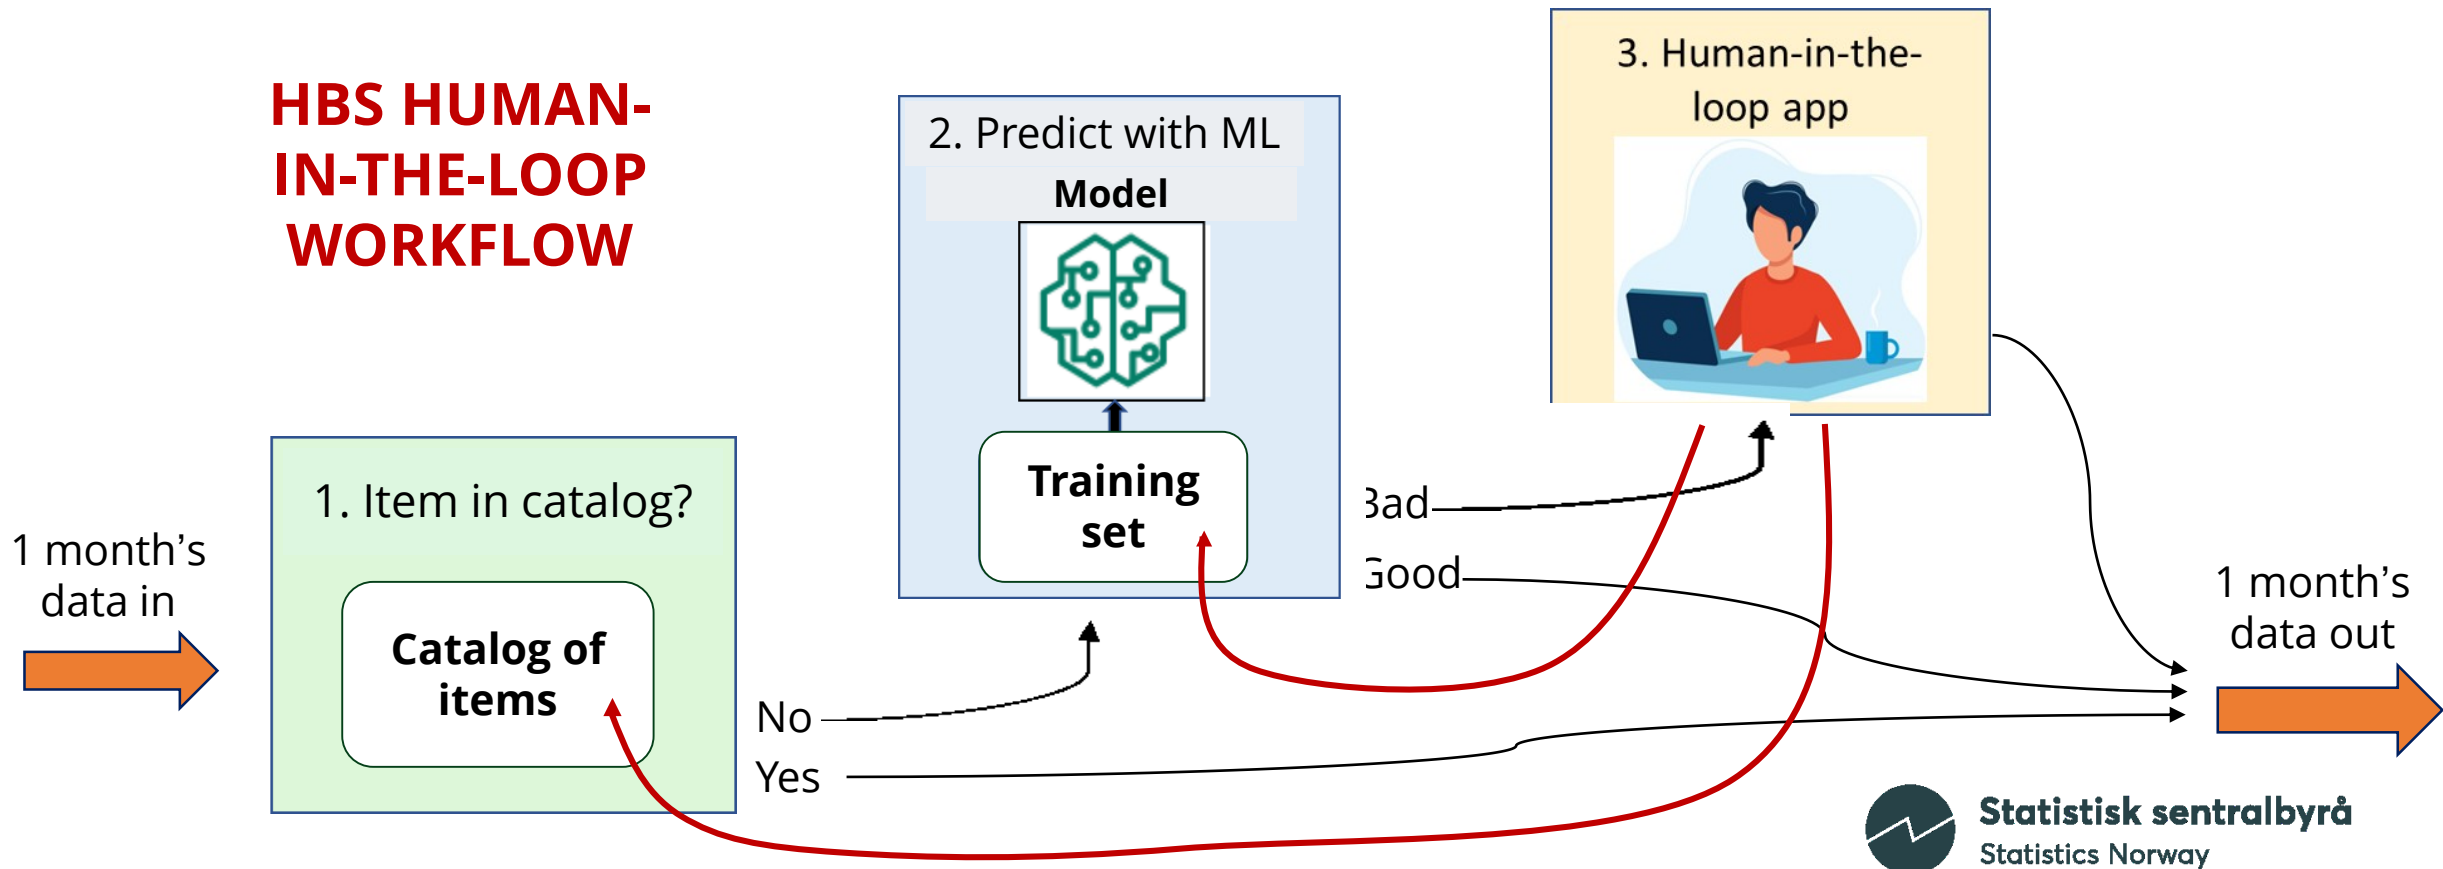 HBS HUMAN-
IN-THE-LOOP
WORKFLOW
1 month's
data in
1. Item in catalog?
Catalog of
items
No
Yes
2. Predict with ML
Model
Training
set
Bad
Good
3. Human-in-the-
loop app
1 month's
data out
Statistisk sentralbyrå
Statistics Norway